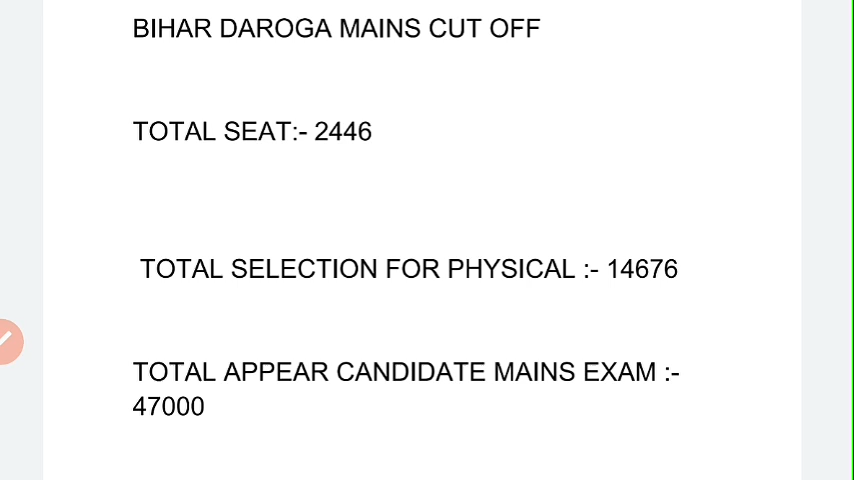 BIHAR DAROGA MAINS CUT OFF
TOTAL SEAT:- 2446
TOTAL SELECTION FOR PHYSICAL :- 14676
TOTAL APPEAR CANDIDATE MAINS EXAM :-
47000